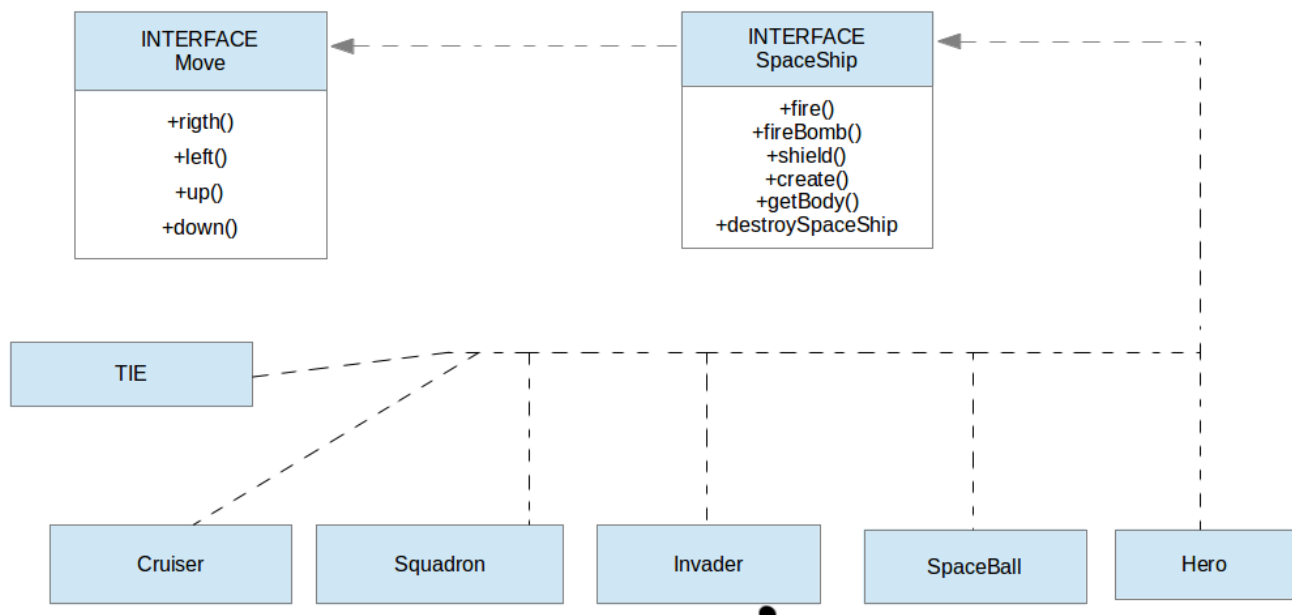 INTERFACE
Move
+rigth()
+left()
+up()
+down()
INTERFACE
SpaceShip
+fire()
+fireBomb()
+shield()
+create()
+getBody()
+destroySpaceShip
TIE
Cruiser
Squadron
Invader
SpaceBall
Hero